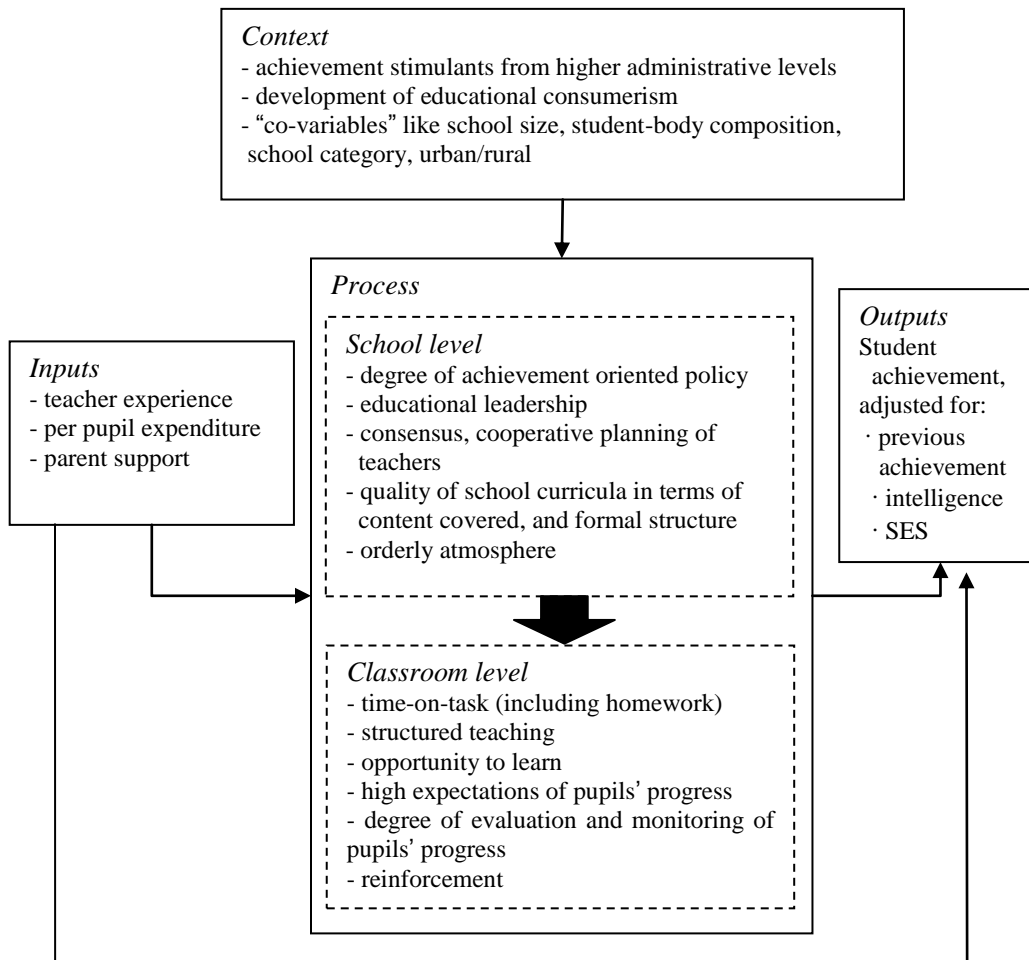 Context
- achievement stimulants from higher administrative levels
- development of educational consumerism
- “co-variables” like school size, student-body composition,
school category, urban/rural
Process
School level
- degree of achievement oriented policy
- educational leadership
- consensus, cooperative planning of
teachers
- quality of school curricula in terms of
content covered, and formal structure
- orderly atmosphere
Classroom level
- time-on-task (including homework)
- structured teaching
- opportunity to learn
- high expectations of pupils’ progress
- degree of evaluation and monitoring of
pupils’ progress
- reinforcement
Inputs
- teacher experience
- per pupil expenditure
- parent support
Outputs
Student
achievement,
adjusted for:
· previous
achievement
· intelligence
· SES